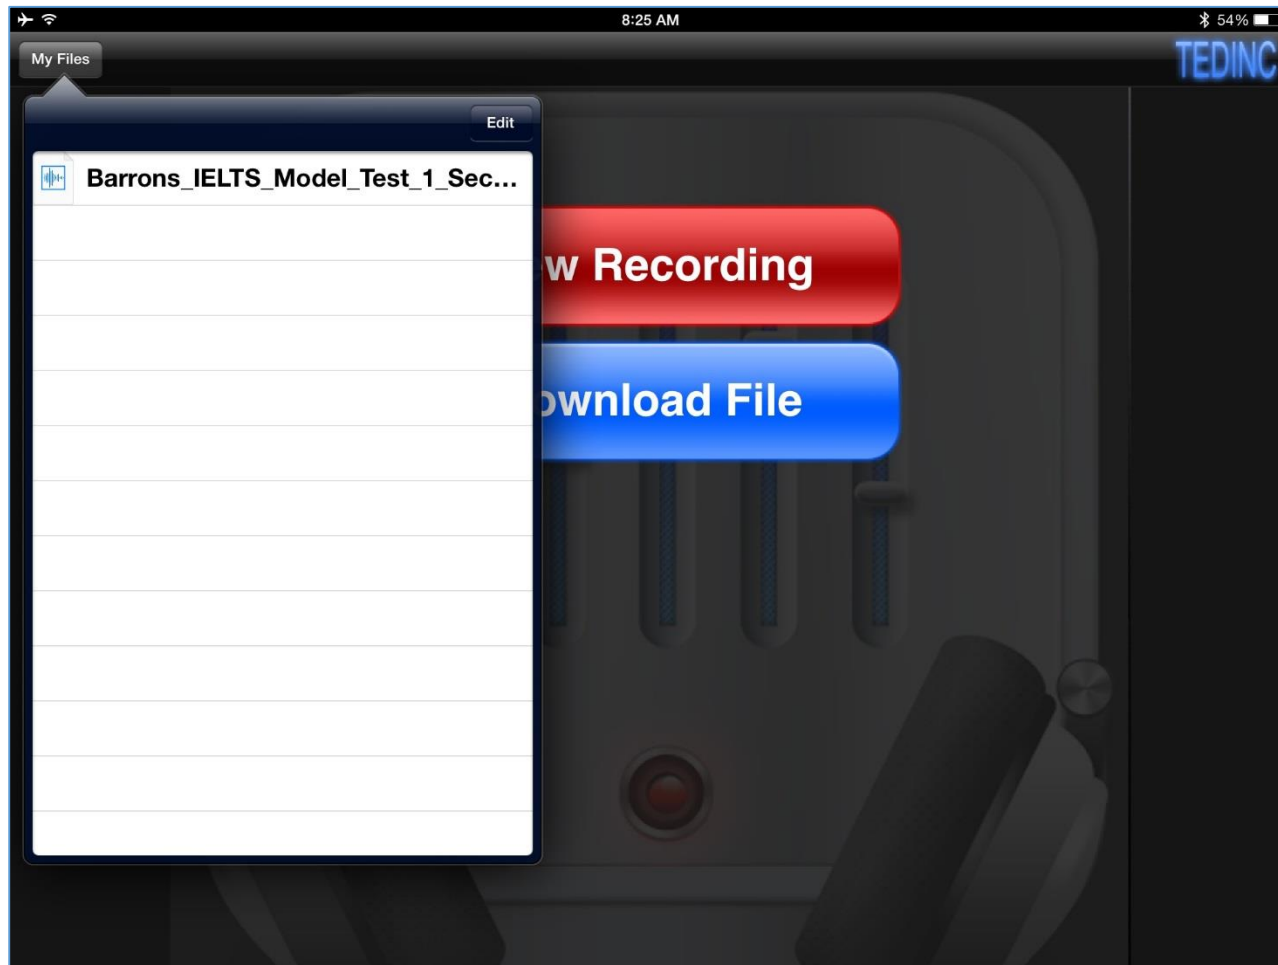 8:25 AM
54%
My Files
TEDINC
Edit
Barrons_IELTS_Model_Test_1_Sec...
w Recording
ownload File